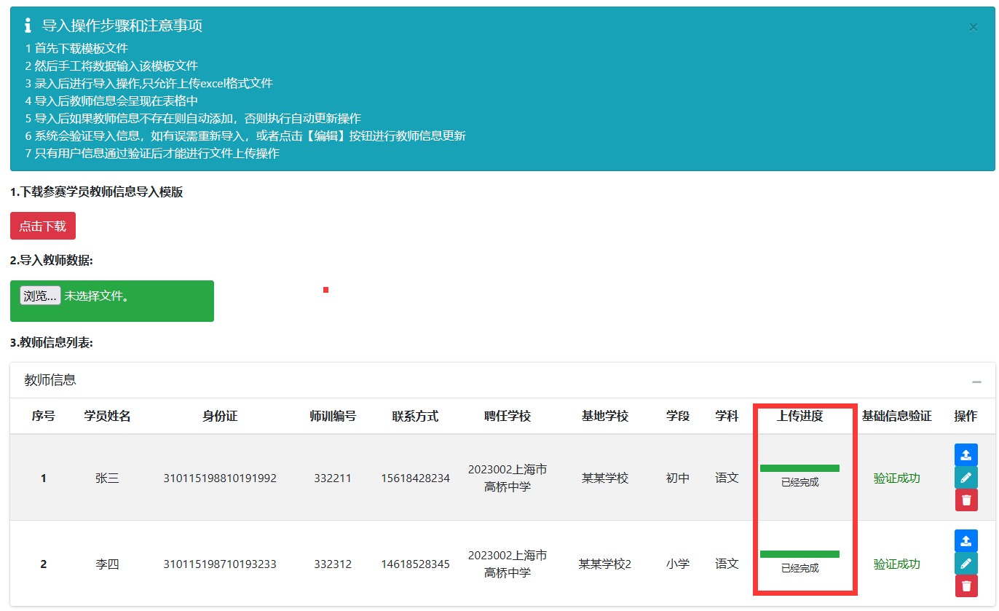 导入操作步骤和注意事项
×
1 首先下载模板文件
2 然后手工将数据输入该模板文件
3 录入后进行导入操作,只允许上传excel格式文件
4 导入后教师信息会呈现在表格中
5 导入后如果教师信息不存在则自动添加，否则执行自动更新操作
6 系统会验证导入信息，如有误需重新导入，或者点击【编辑】按钮进行教师信息更新
7 只有用户信息通过验证后才能进行文件上传操作
1.下载参赛学员教师信息导入模版
点击下载
2.导入教师数据:
浏览... 未选择文件。
3.教师信息列表:
教师信息
序号 学员姓名 身份证 师训编号 联系方式 聘任学校 基地学校 学段 学科 上传进度 基础信息验证 操作
1 张三 310115198810191992 332211 15618428234 2023002上海市 某某学校 初中 语文 验证成功
高桥中学 已经完成
2 李四 310115198710193233 332312 14618528345 2023002上海市 某某学校2 小学 语文 验证成功
高桥中学 已经完成